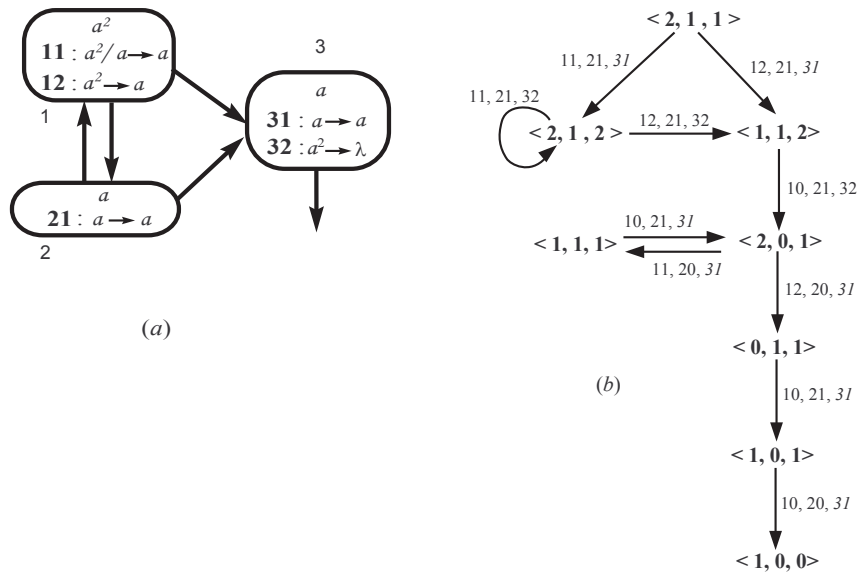 a²
11 : a²/ a → a
12 : a² → a
1
3
a
31 : a → a
32 : a² → λ
a
21 : a → a
2
(a)
< 2, 1 , 1 >
11, 21, 31
12, 21, 31
11, 21, 32
< 2, 1 , 2 >
12, 21, 32
< 1, 1, 2>
10, 21, 32
< 1, 1, 1>
10, 21, 31
11, 20, 31
< 2, 0, 1>
12, 20, 31
< 0, 1, 1>
10, 21, 31
(b)
< 1, 0, 1>
10, 20, 31
< 1, 0, 0>